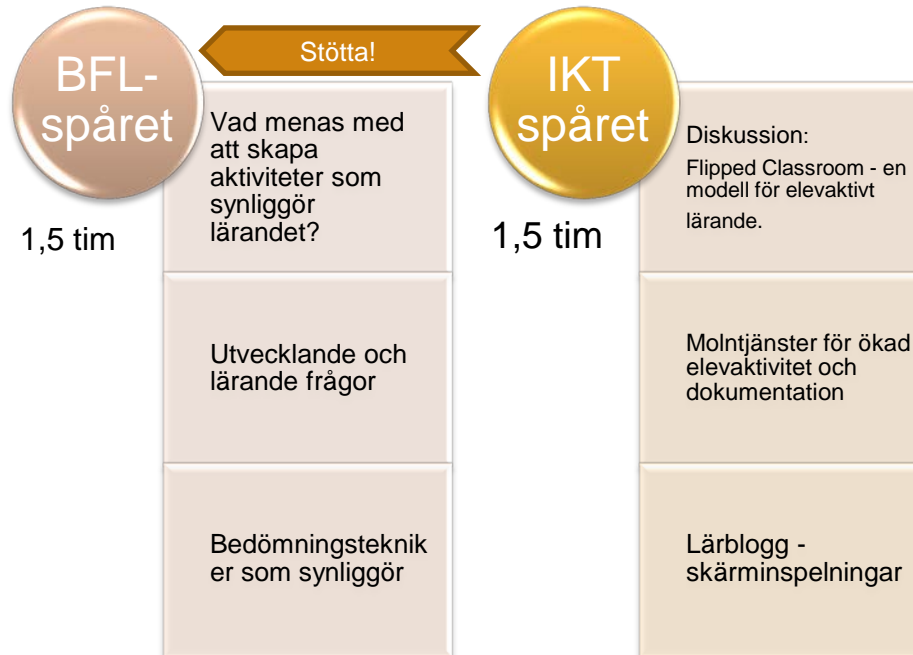 Stötta!
BFL-
spåret
1,5 tim
Vad menas med
att skapa
aktiviteter som
synliggör
lärandet?
Utvecklande och
lärande frågor
Bedömningsteknik
er som synliggör
IKT
spåret
1,5 tim
Diskussion:
Flipped Classroom - en
modell för elevaktivt
lärande.
Molntjänster för ökad
elevaktivitet och
dokumentation
Lärblogg -
skärminspelningar